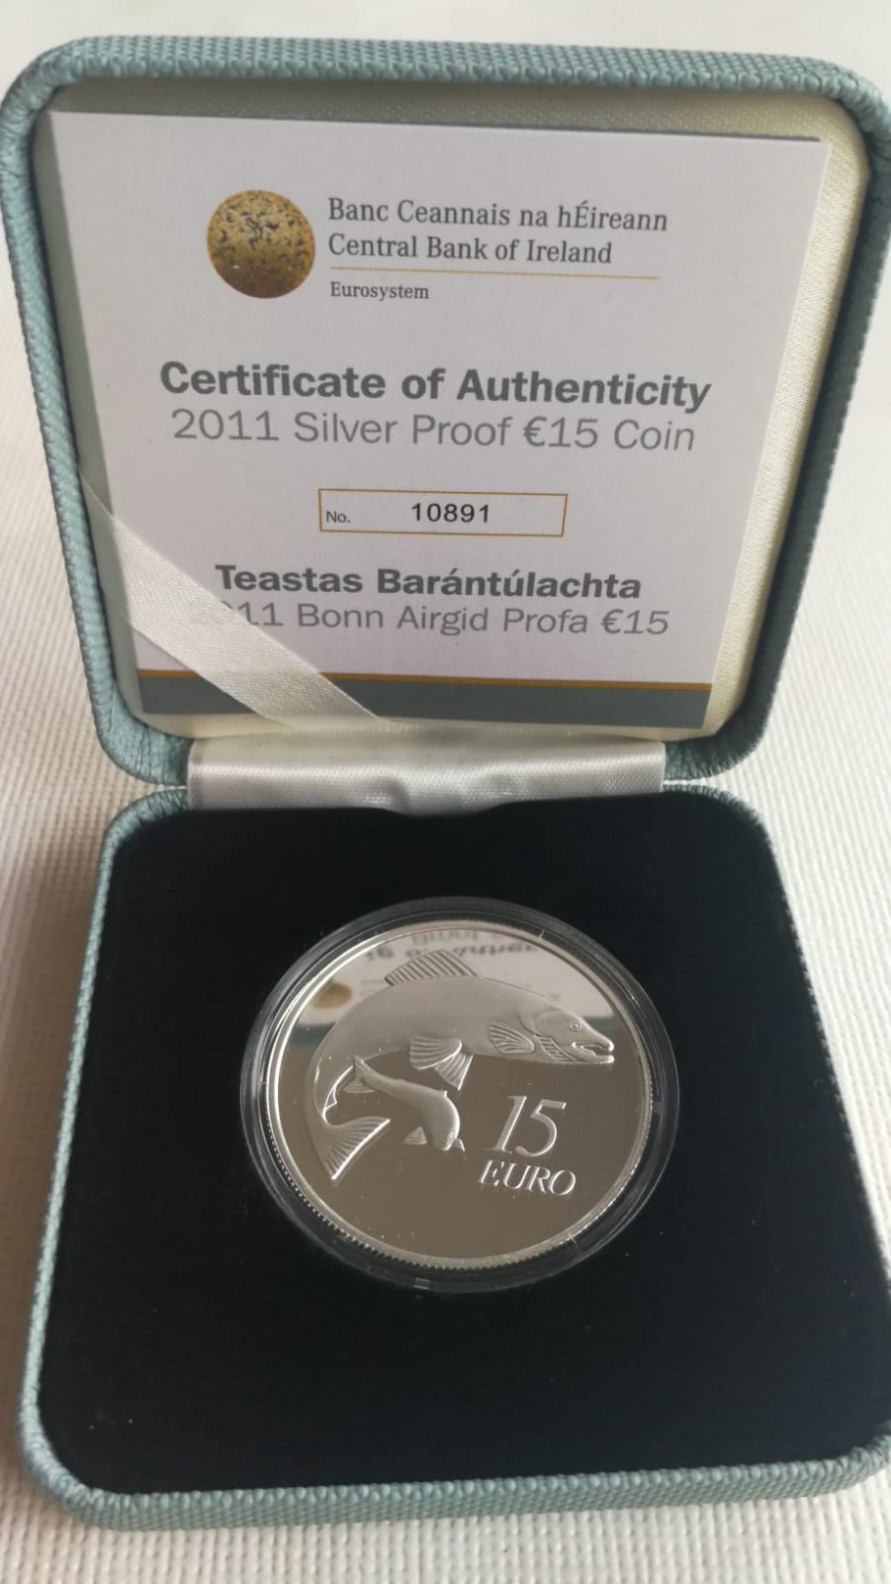 Banc Ceannais na hÉireann
Central Bank of Ireland
Eurosystem
Certificate of Authenticity
2011 Silver Proof €15 Coin
No. 10891
Teastas Barántúlachta
2011 Bonn Airgid Profa €15
15
EURO